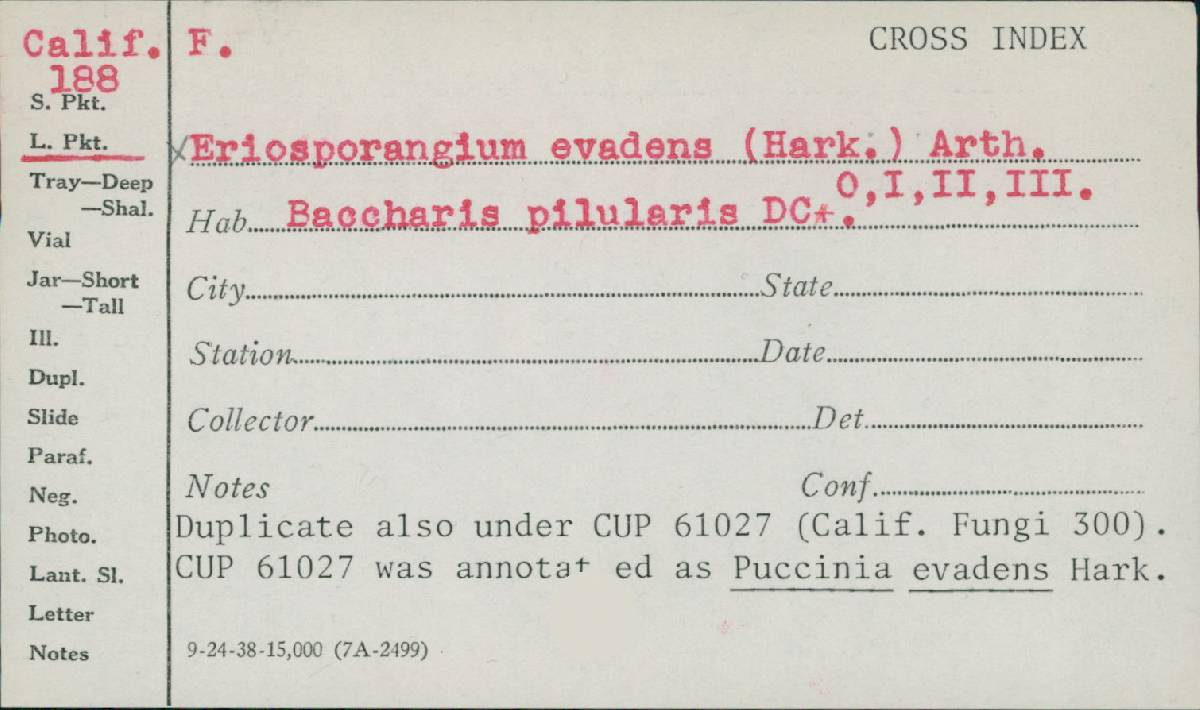 Calif. F. CROSS INDEX
188
S. Pkt.
L. Pkt.
Tray—Deep
—Shal.
Vial
Jar—Short
—Tall
Ill.
Dupl.
Slide
Paraf.
Neg.
Photo.
Lant. Sl.
Letter
Notes
xEriosporangium evadens (Hark.) Arth.
O,I,II,III.
Hab. Baccharis pilularis DC*.
City State
Station Date
Collector Det.
Notes Conf.
Duplicate also under CUP 61027 (Calif. Fungi 300).
CUP 61027 was annotat ed as Puccinia evadens Hark.
9-24-38-15,000 (7A-2499)